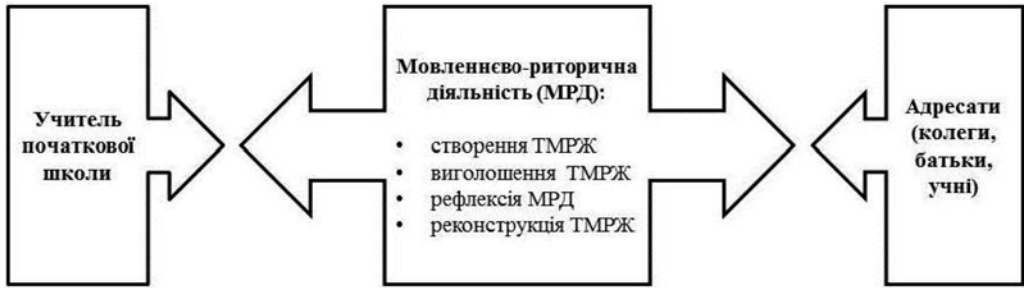 Учитель
початкової
школи
Мовленнєво-риторична
діяльність (МРД):
• створення ТМРЖ
• виголошення ТМРЖ
• рефлексія МРД
• реконструкція ТМРЖ
Адресати
(колеги,
батьки,
учні)